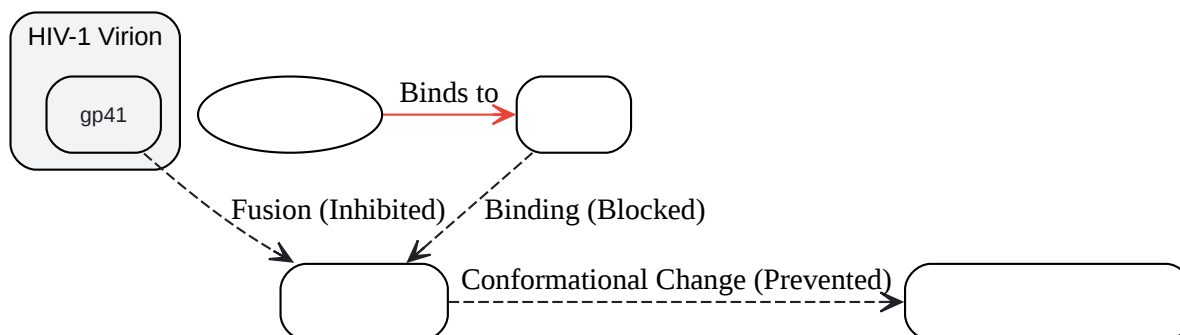 HIV-1 Virion
gp41
Binds to
Fusion (Inhibited)
Binding (Blocked)
Conformational Change (Prevented)